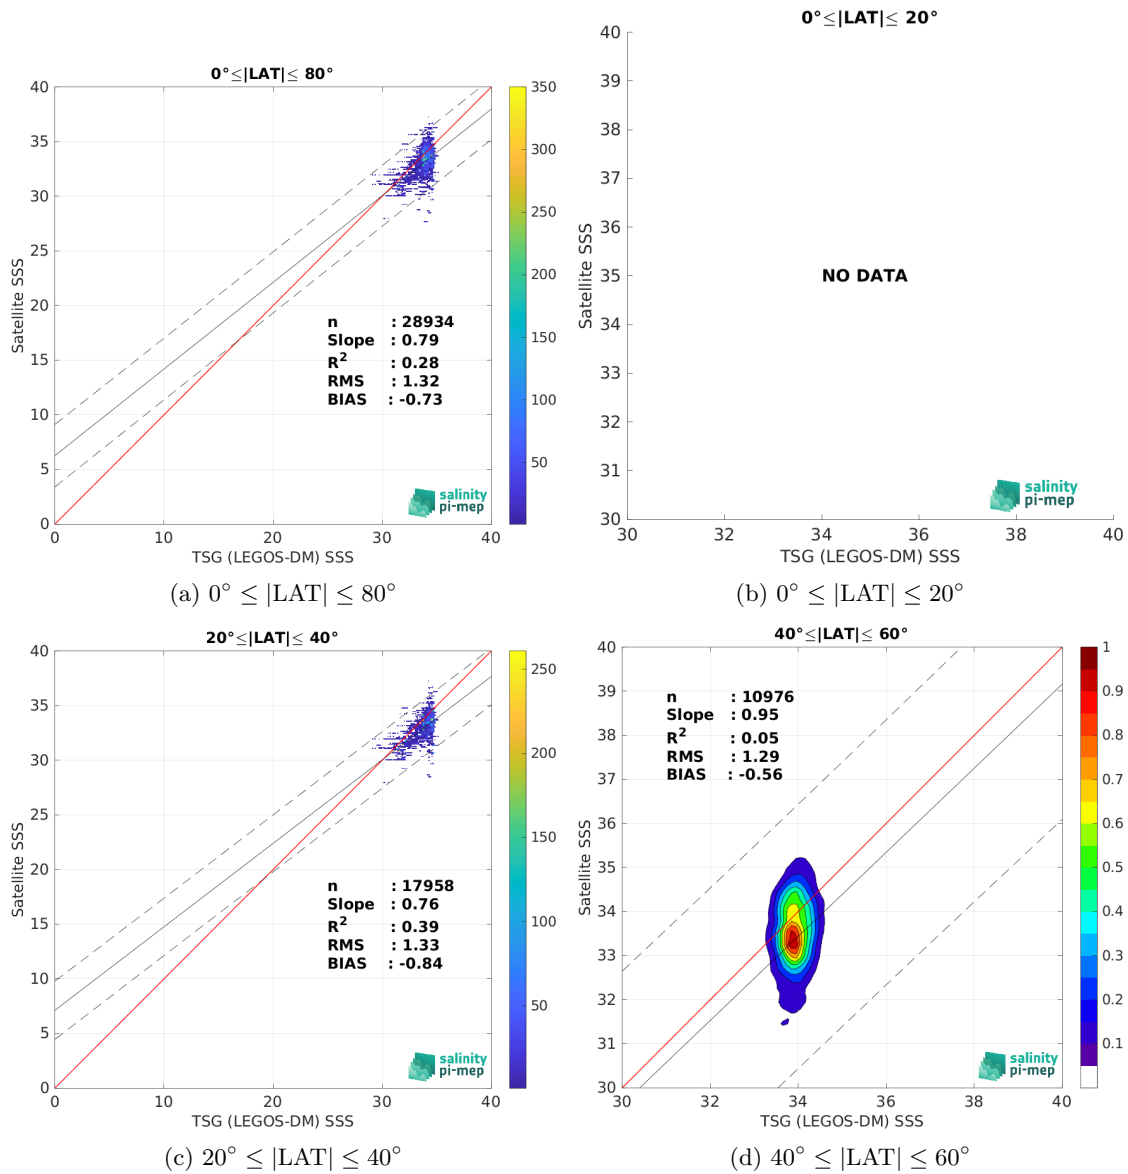 0°≤|LAT|≤ 80°
40
35
30
25
20
15
10
5
0
0
10
20
30
40
Satellite SSS
TSG (LEGOS-DM) SSS
n : 28934
Slope : 0.79
R² : 0.28
RMS : 1.32
BIAS : -0.73
salinity
pi-mep
350
300
250
200
150
100
50
(a) 0° ≤ |LAT| ≤ 80°
0°≤|LAT|≤ 20°
40
39
38
37
36
35
34
33
32
31
30
30
32
34
36
38
40
Satellite SSS
TSG (LEGOS-DM) SSS
NO DATA
salinity
pi-mep
(b) 0° ≤ |LAT| ≤ 20°
20°≤|LAT|≤ 40°
40
35
30
25
20
15
10
5
0
0
10
20
30
40
Satellite SSS
TSG (LEGOS-DM) SSS
n : 17958
Slope : 0.76
R² : 0.39
RMS : 1.33
BIAS : -0.84
salinity
pi-mep
250
200
150
100
50
(c) 20° ≤ |LAT| ≤ 40°
40°≤|LAT|≤ 60°
40
39
38
37
36
35
34
33
32
31
30
30
32
34
36
38
40
Satellite SSS
TSG (LEGOS-DM) SSS
n : 10976
Slope : 0.95
R² : 0.05
RMS : 1.29
BIAS : -0.56
salinity
pi-mep
1
0.9
0.8
0.7
0.6
0.5
0.4
0.3
0.2
0.1
(d) 40° ≤ |LAT| ≤ 60°